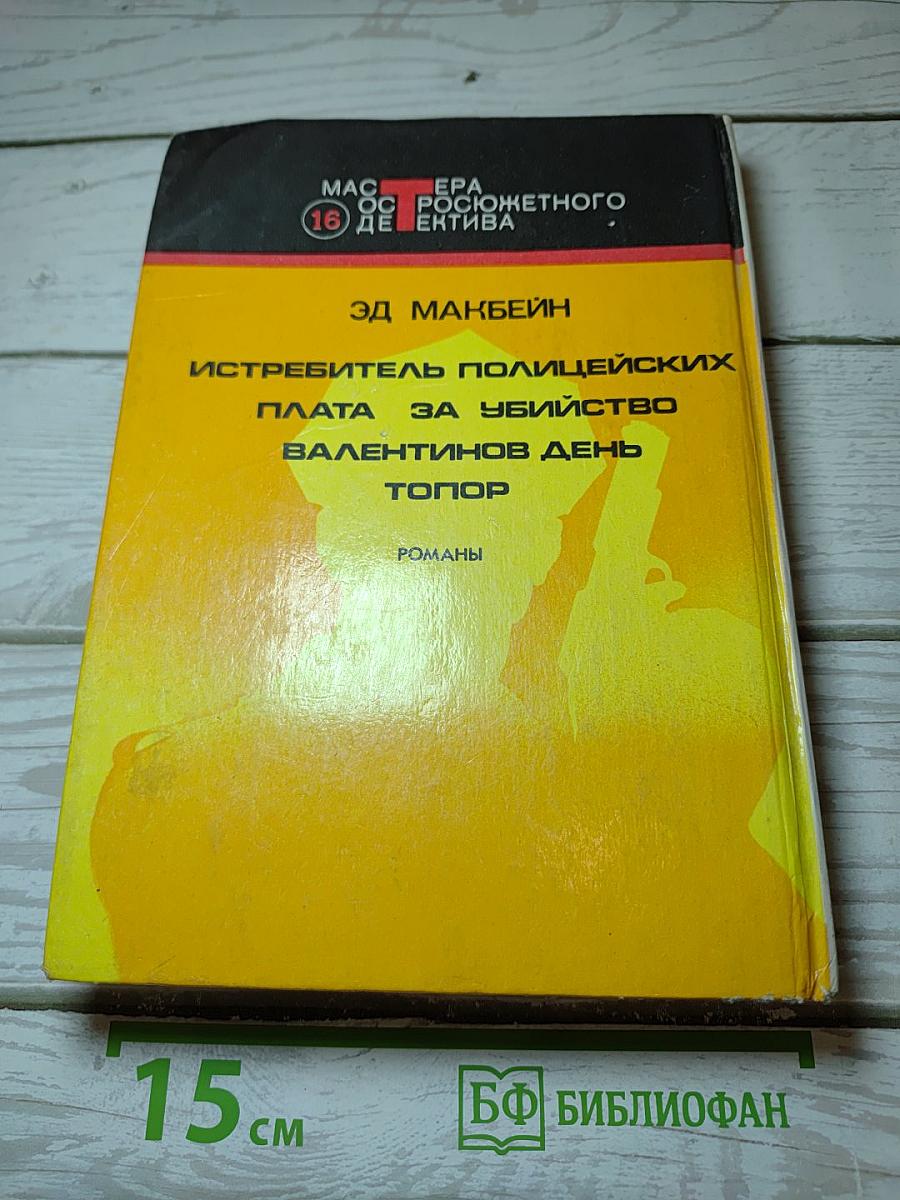 МАСТЕРА
ОСТРОСЮЖЕТНОГО
16 ДЕТЕКТИВА
ЭД МАКБЕЙН
ИСТРЕБИТЕЛЬ ПОЛИЦЕЙСКИХ
ПЛАТА ЗА УБИЙСТВО
ВАЛЕНТИНОВ ДЕНЬ
ТОПОР
РОМАНЫ
15 СМ
БФ БИБЛИОФАН